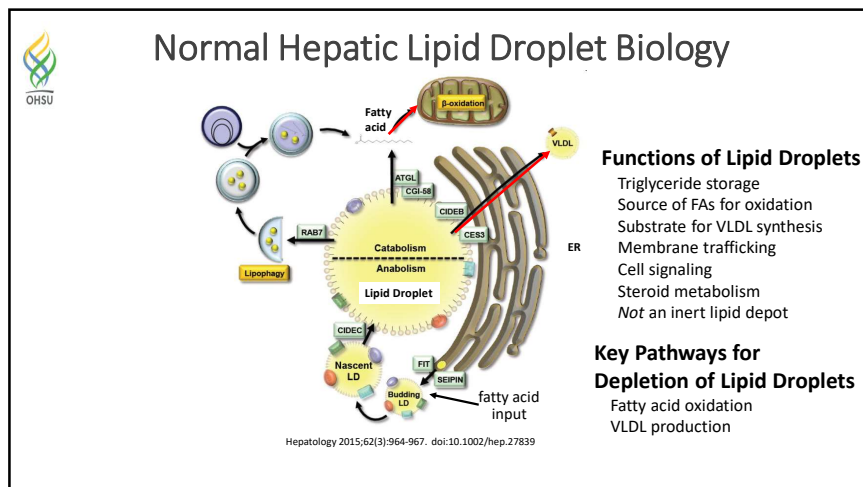 Normal Hepatic Lipid Droplet Biology
OHSU
Fatty
acid
β-oxidation
VLDL
ATGL
CGI-58
CIDEB
CES3
RAB7
Lipophagy
Catabolism
Anabolism
Lipid Droplet
ER
CIDEC
Nascent
LD
FIT
SEIPIN
Budding
LD
fatty acid
input
Hepatology 2015;62(3):964-967. doi:10.1002/hep.27839
Functions of Lipid Droplets
Triglyceride storage
Source of FAs for oxidation
Substrate for VLDL synthesis
Membrane trafficking
Cell signaling
Steroid metabolism
Not an inert lipid depot
Key Pathways for
Depletion of Lipid Droplets
Fatty acid oxidation
VLDL production